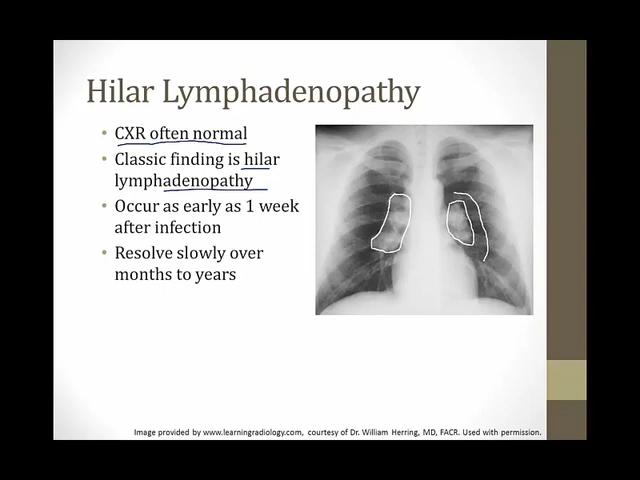 Hilar Lymphadenopathy
• CXR often normal
• Classic finding is hilar
lymphadenopathy
• Occur as early as 1 week
after infection
• Resolve slowly over
months to years
Image provided by www.learningradiology.com, courtesy of Dr. William Herring, MD, FACR. Used with permission.